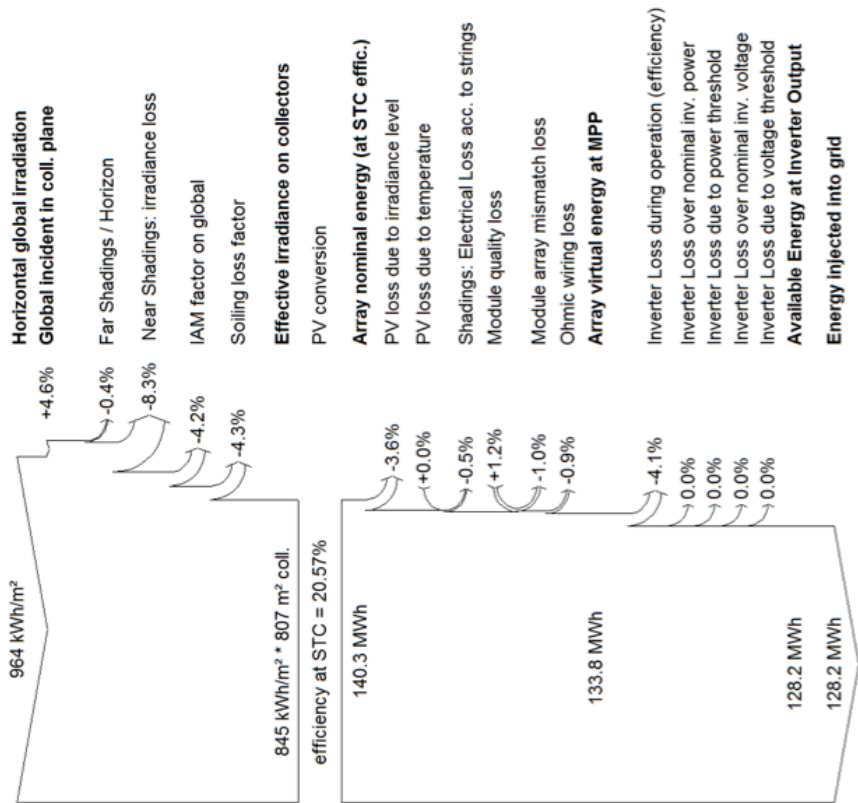 964 kWh/m²
Horizontal global irradiation
+4.6% Global incident in coll. plane
-0.4% Far Shadings / Horizon
-8.3% Near Shadings: irradiance loss
-4.2% IAM factor on global
-4.3% Soiling loss factor
845 kWh/m² * 807 m² coll. Effective irradiance on collectors
efficiency at STC = 20.57% PV conversion
140.3 MWh Array nominal energy (at STC effic.)
-3.6% PV loss due to irradiance level
+0.0% PV loss due to temperature
-0.5% Shadings: Electrical Loss acc. to strings
+1.2% Module quality loss
-1.0% Module array mismatch loss
-0.9% Ohmic wiring loss
133.8 MWh Array virtual energy at MPP
-4.1% Inverter Loss during operation (efficiency)
0.0% Inverter Loss over nominal inv. power
0.0% Inverter Loss due to power threshold
0.0% Inverter Loss over nominal inv. voltage
0.0% Inverter Loss due to voltage threshold
128.2 MWh Available Energy at Inverter Output
128.2 MWh Energy injected into grid